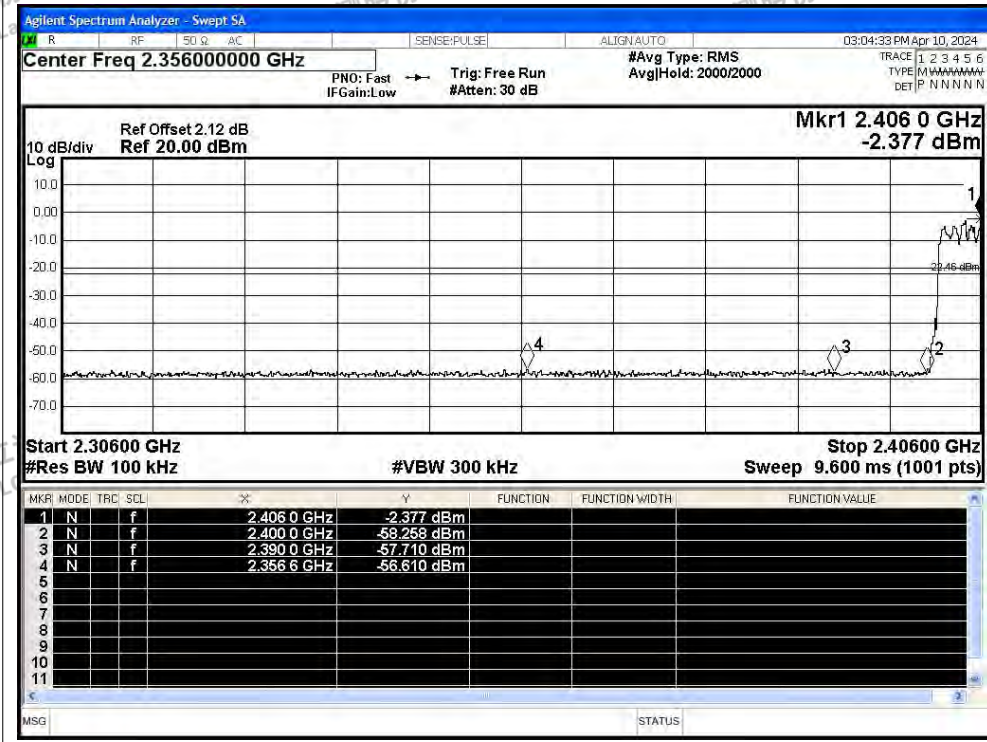 Agilent Spectrum Analyzer - Swept SA
R RF 50 Ω AC SENSE:PULSE ALIGN AUTO 03:04:33 PM Apr 10, 2024
Center Freq 2.356000000 GHz #Avg Type: RMS TRACE 1 2 3 4 5 6
PNO: Fast Trig: Free Run Avg|Hold: 2000/2000 TYPE M WWWWW
IFGain:Low #Atten: 30 dB DET P N N N N N
Mkr1 2.406 0 GHz
Ref Offset 2.12 dB
10 dB/div Ref 20.00 dBm -2.377 dBm
Log
10.0
1
0.00
-10.0
-20.0
-22.46 dBm
-30.0
-40.0
-50.0
4 3 2
-60.0
-70.0
Start 2.30600 GHz Stop 2.40600 GHz
#Res BW 100 kHz #VBW 300 kHz Sweep 9.600 ms (1001 pts)
MKR MODE TRC SCL X Y FUNCTION FUNCTION WIDTH FUNCTION VALUE
1 N f 2.406 0 GHz -2.377 dBm
2 N f 2.400 0 GHz -58.258 dBm
3 N f 2.390 0 GHz -57.710 dBm
4 N f 2.356 6 GHz -56.610 dBm
5
6
7
8
9
10
11
MSG STATUS